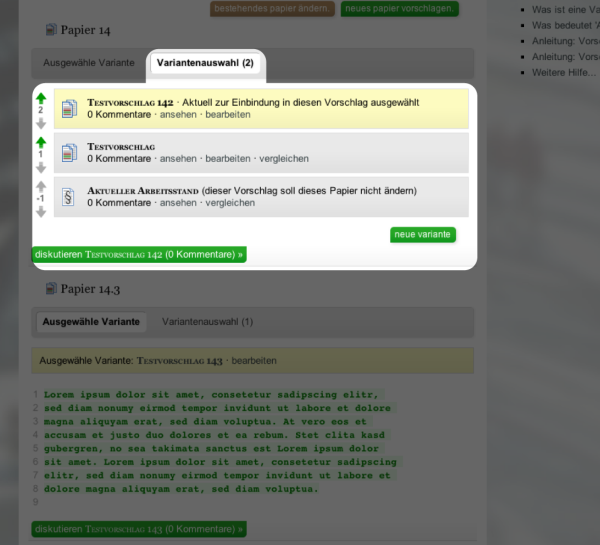 bestehendes papier ändern.
neues papier vorschlagen.
Papier 14
Ausgewähle Variante
Variantenauswahl (2)
2
Testvorschlag 142 · Aktuell zur Einbindung in diesen Vorschlag ausgewählt
0 Kommentare · ansehen · bearbeiten
1
Testvorschlag
0 Kommentare · ansehen · bearbeiten · vergleichen
-1
§
Aktueller Arbeitsstand (dieser Vorschlag soll dieses Papier nicht ändern)
0 Kommentare · ansehen · vergleichen
neue variante
diskutieren Testvorschlag 142 (0 Kommentare) »
Papier 14.3
Ausgewähle Variante
Variantenauswahl (1)
Ausgewähle Variante: Testvorschlag 143 · bearbeiten
1 Lorem ipsum dolor sit amet, consetetur sadipscing elitr,
2 sed diam nonumy eirmod tempor invidunt ut labore et dolore
3 magna aliquyam erat, sed diam voluptua. At vero eos et
4 accusam et justo duo dolores et ea rebum. Stet clita kasd
5 gubergren, no sea takimata sanctus est Lorem ipsum dolor
6 sit amet. Lorem ipsum dolor sit amet, consetetur sadipscing
7 elitr, sed diam nonumy eirmod tempor invidunt ut labore et
8 dolore magna aliquyam erat, sed diam voluptua.
9
diskutieren Testvorschlag 143 (0 Kommentare) »
Was ist eine Va
Was bedeutet 'A
Anleitung: Vors
Anleitung: Vors
Weitere Hilfe...